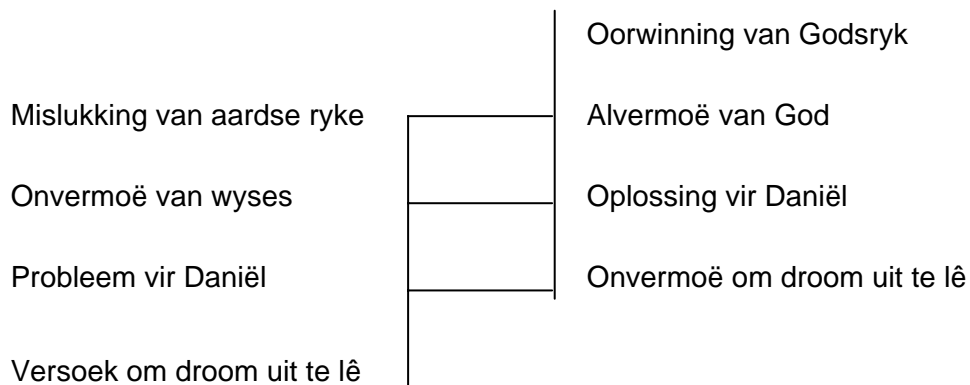 Oorwinning van Godsryk
Mislukking van aardse ryke
Alvermoë van God
Onvermoë van wyses
Oplossing vir Daniël
Probleem vir Daniël
Onvermoë om droom uit te lê
Versoek om droom uit te lê